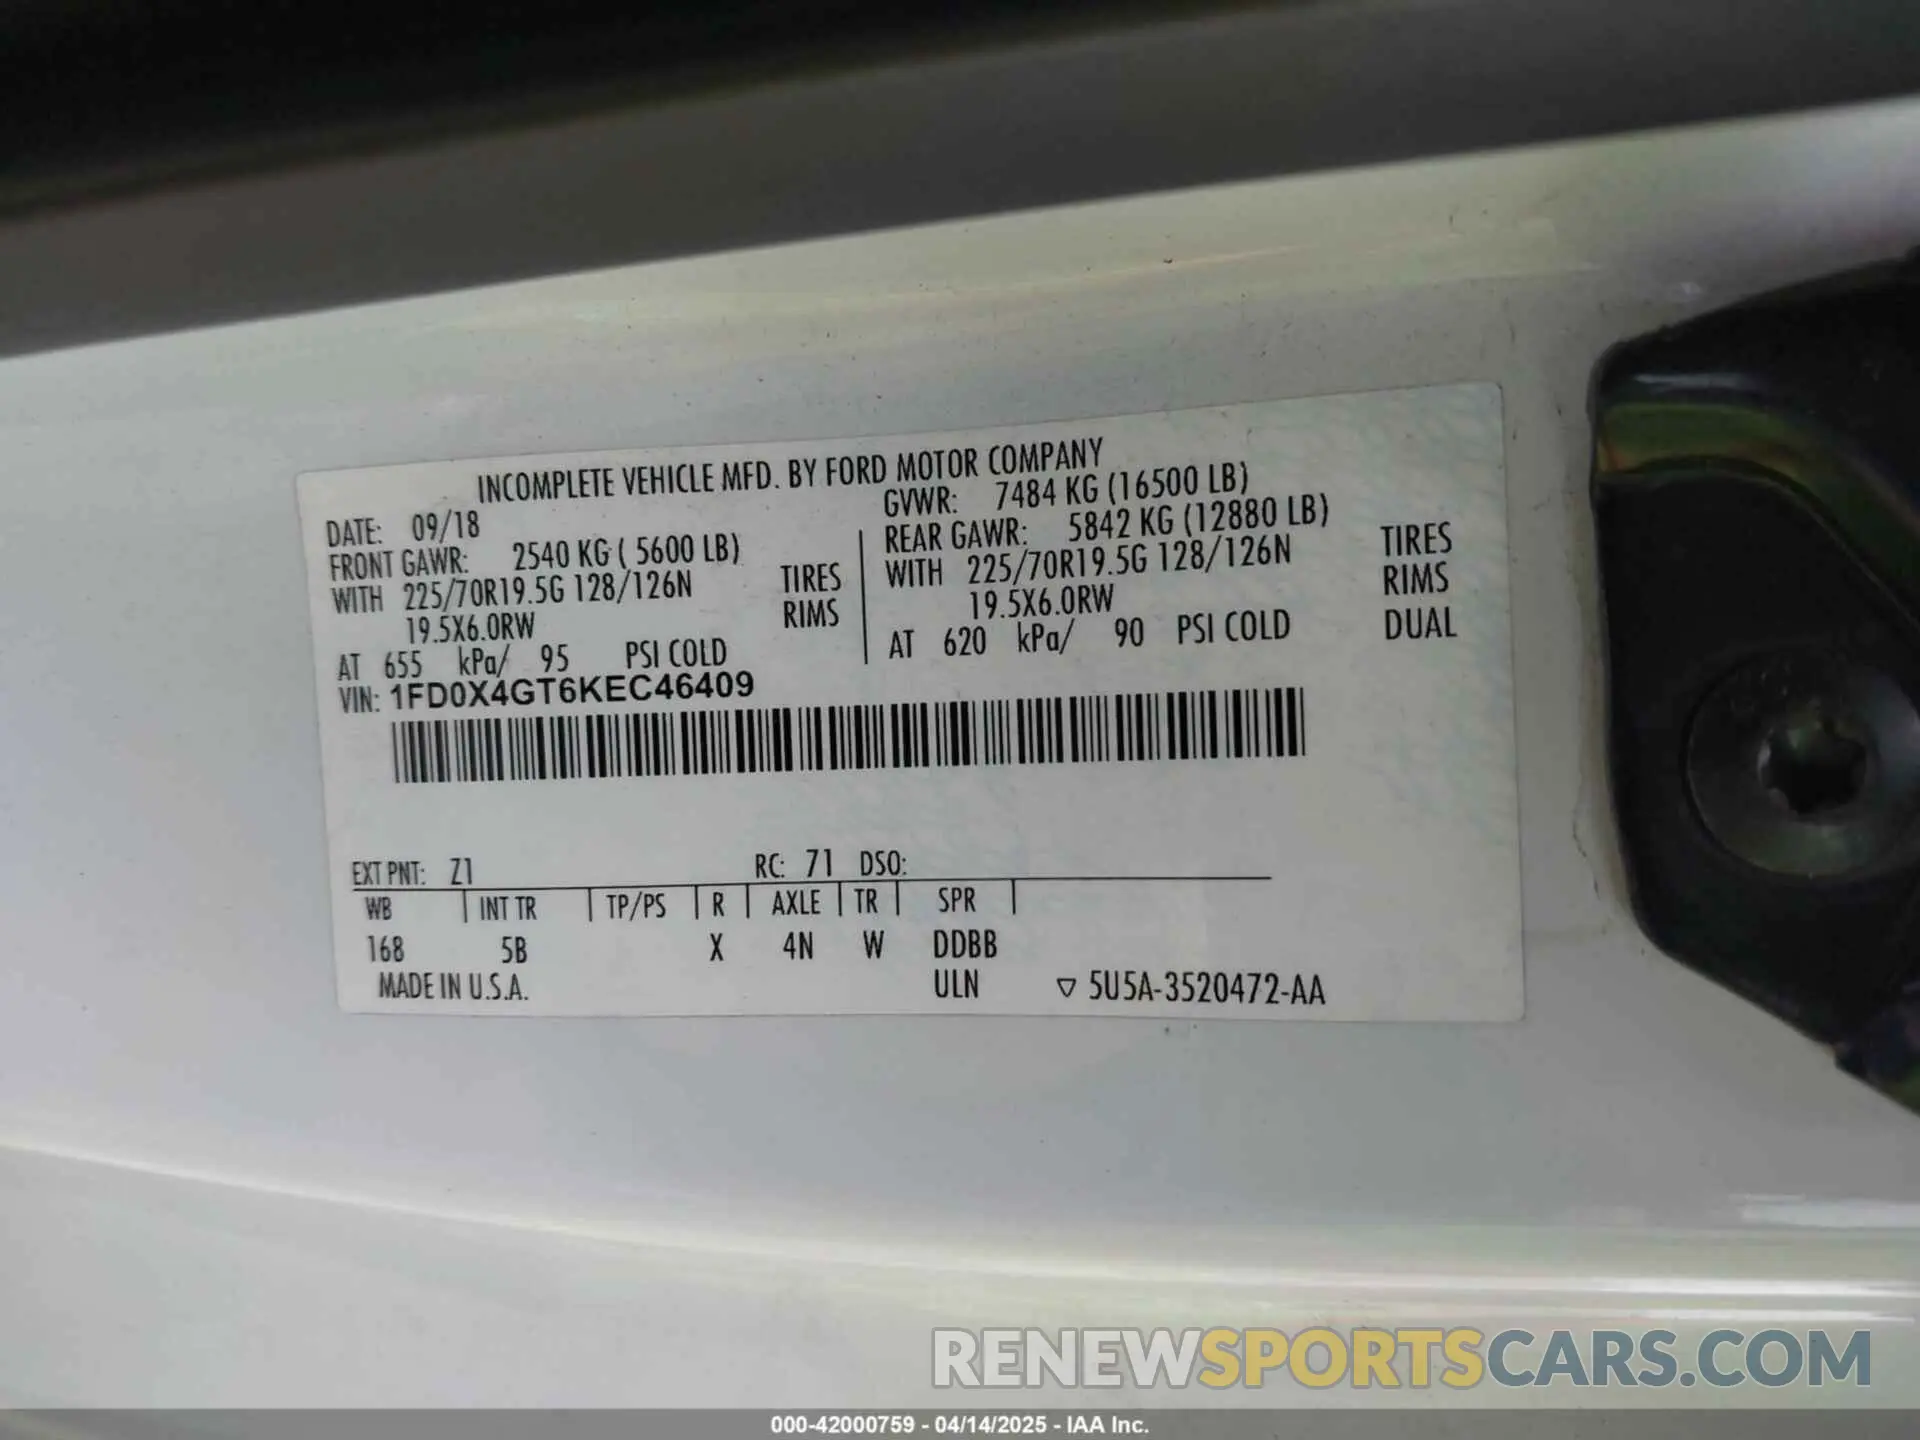 INCOMPLETE VEHICLE MFD. BY FORD MOTOR COMPANY
DATE: 09/18
GVWR: 7484 KG (16500 LB)
FRONT GAWR: 2540 KG ( 5600 LB)
WITH 225/70R19.5G 128/126N TIRES
19.5X6.0RW RIMS
AT 655 kPa/ 95 PSI COLD
REAR GAWR: 5842 KG (12880 LB)
WITH 225/70R19.5G 128/126N TIRES
19.5X6.0RW RIMS
AT 620 kPa/ 90 PSI COLD DUAL
VIN: 1FD0X4GT6KEC46409
EXT PNT: Z1 RC: 71 DSO:
WB INT TR TP/PS R AXLE TR SPR
168 5B X 4N W DDBB
MADE IN U.S.A. ULN ▽ 5U5A-3520472-AA
RENEWSPORTSCARS.COM
000-42000759 - 04/14/2025 - IAA Inc.